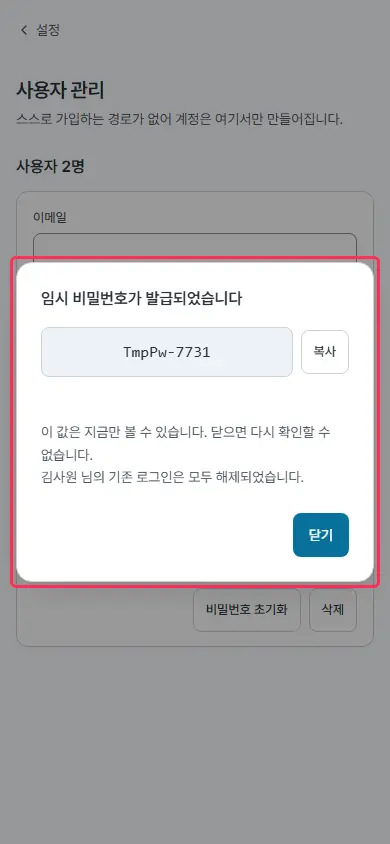 설정
사용자 관리
스스로 가입하는 경로가 없어 계정은 여기서만 만들어집니다.
사용자 2명
이메일
임시 비밀번호가 발급되었습니다
TmpPw-7731
복사
이 값은 지금만 볼 수 있습니다. 닫으면 다시 확인할 수
없습니다.
김사원 님의 기존 로그인은 모두 해제되었습니다.
닫기
비밀번호 초기화
삭제